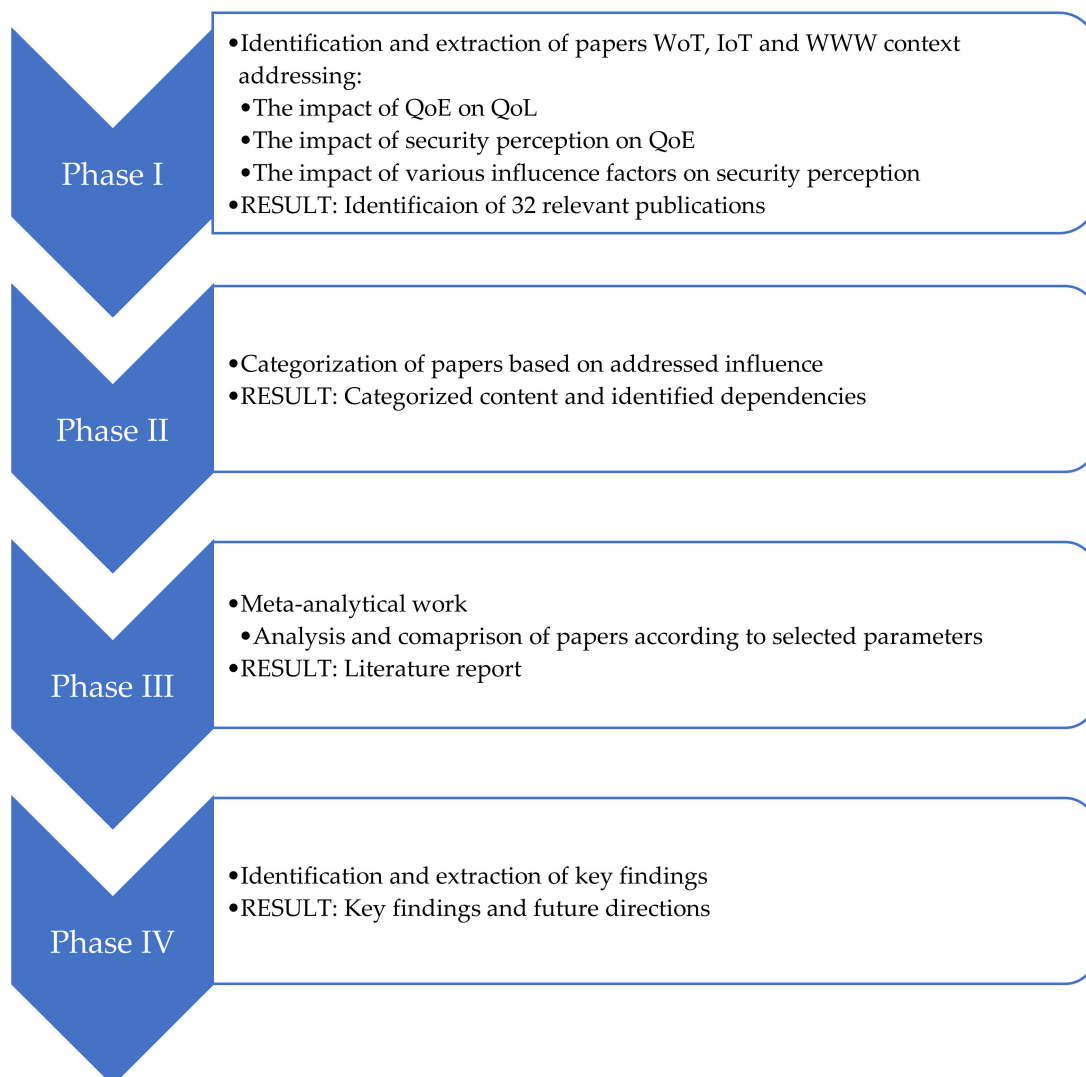 Phase I
•Identification and extraction of papers WoT, IoT and WWW context
addressing:
•The impact of QoE on QoL
•The impact of security perception on QoE
•The impact of various influcence factors on security perception
•RESULT: Identificaion of 32 relevant publications
Phase II
•Categorization of papers based on addressed influence
•RESULT: Categorized content and identified dependencies
Phase III
•Meta-analytical work
•Analysis and comaprison of papers according to selected parameters
•RESULT: Literature report
Phase IV
•Identification and extraction of key findings
•RESULT: Key findings and future directions